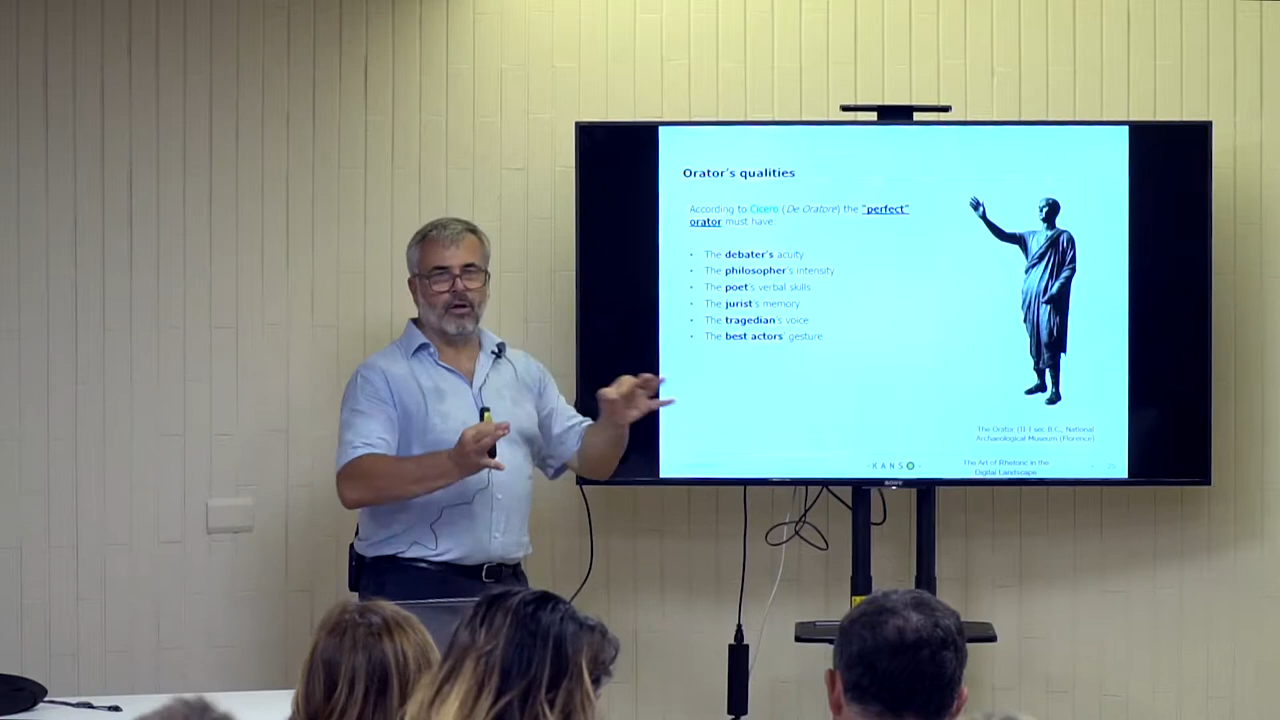 Orator's qualities
According to Cicero (De Oratore) the "perfect"
orator must have:
• The debater's acuity
• The philosopher's intensity
• The poet's verbal skills
• The jurist's memory
• The tragedian's voice
• The best actors' gesture
The Orator (II-I sec B.C., National
Archaeological Museum (Florence)
KANSO
The Art of Rhetoric in the
Digital Landscape
SONY